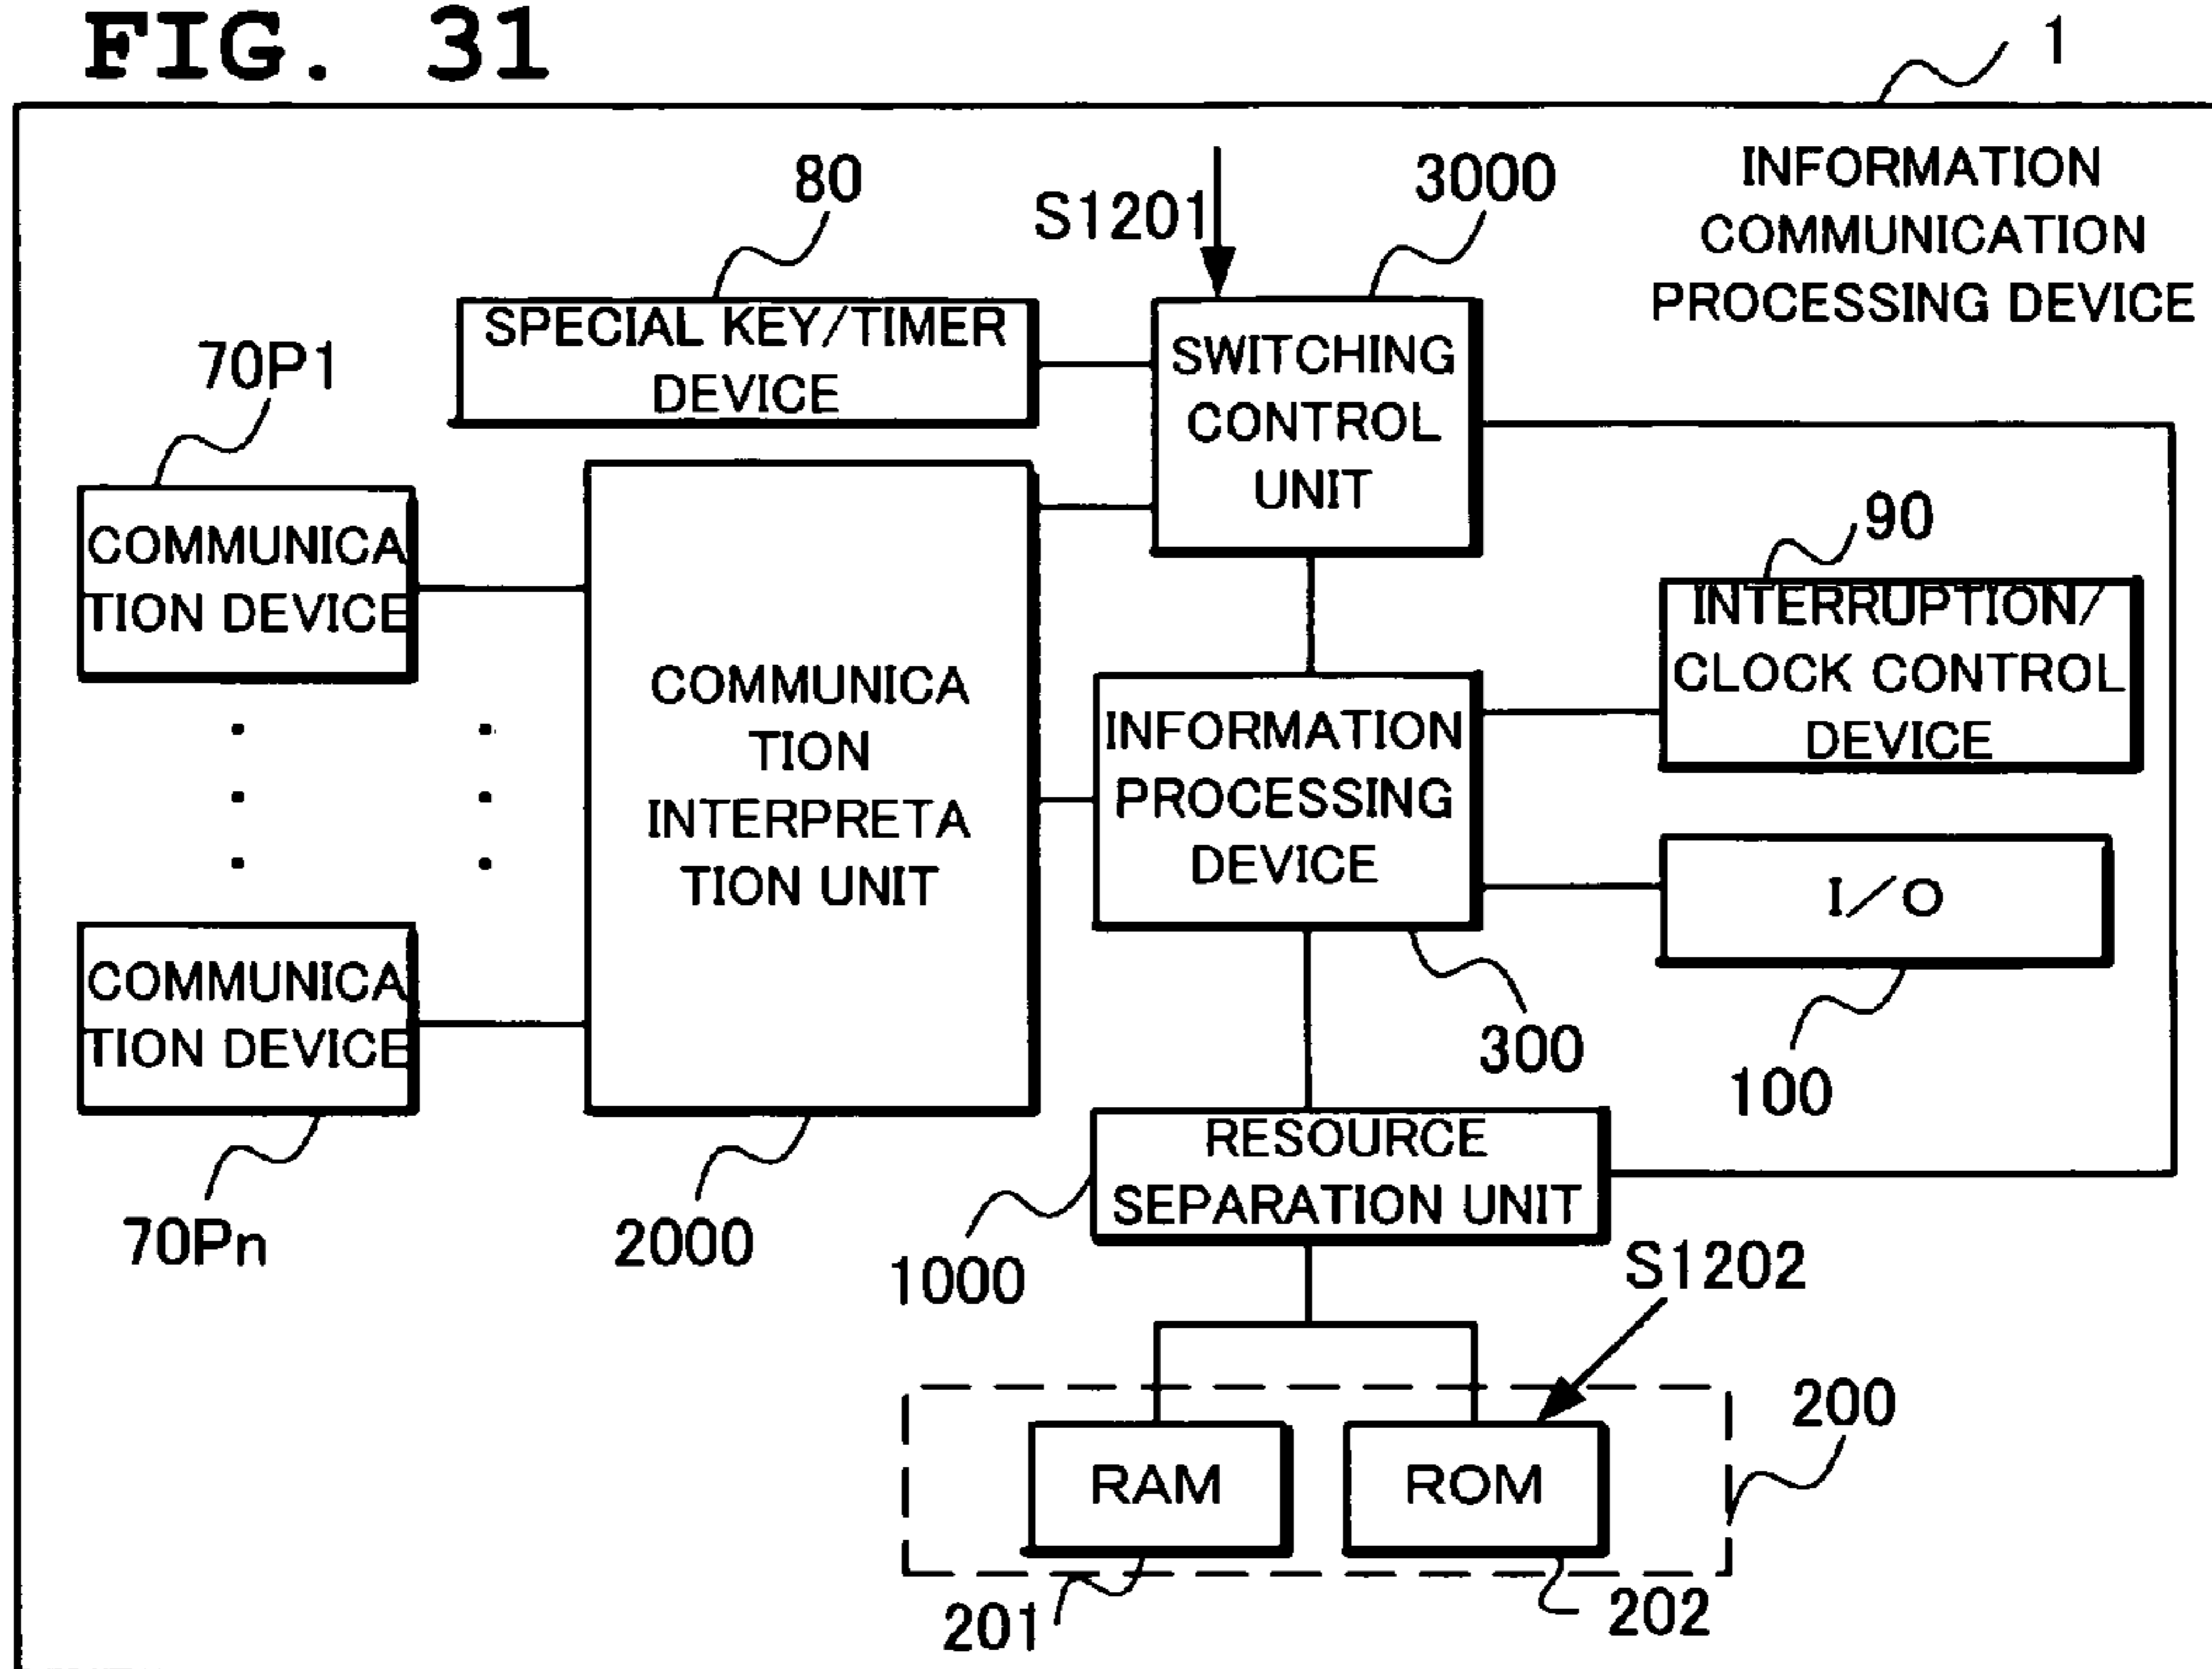 FIG. 31
1
INFORMATION
COMMUNICATION
PROCESSING DEVICE
80
S1201
3000
SPECIAL KEY/TIMER
DEVICE
SWITCHING
CONTROL
UNIT
70P1
COMMUNICA
TION DEVICE
90
INTERRUPTION/
CLOCK CONTROL
DEVICE
COMMUNICA
TION
INTERPRETA
TION UNIT
INFORMATION
PROCESSING
DEVICE
I/O
COMMUNICA
TION DEVICE
300
100
70Pn
2000
RESOURCE
SEPARATION UNIT
1000
S1202
200
RAM
ROM
201
202